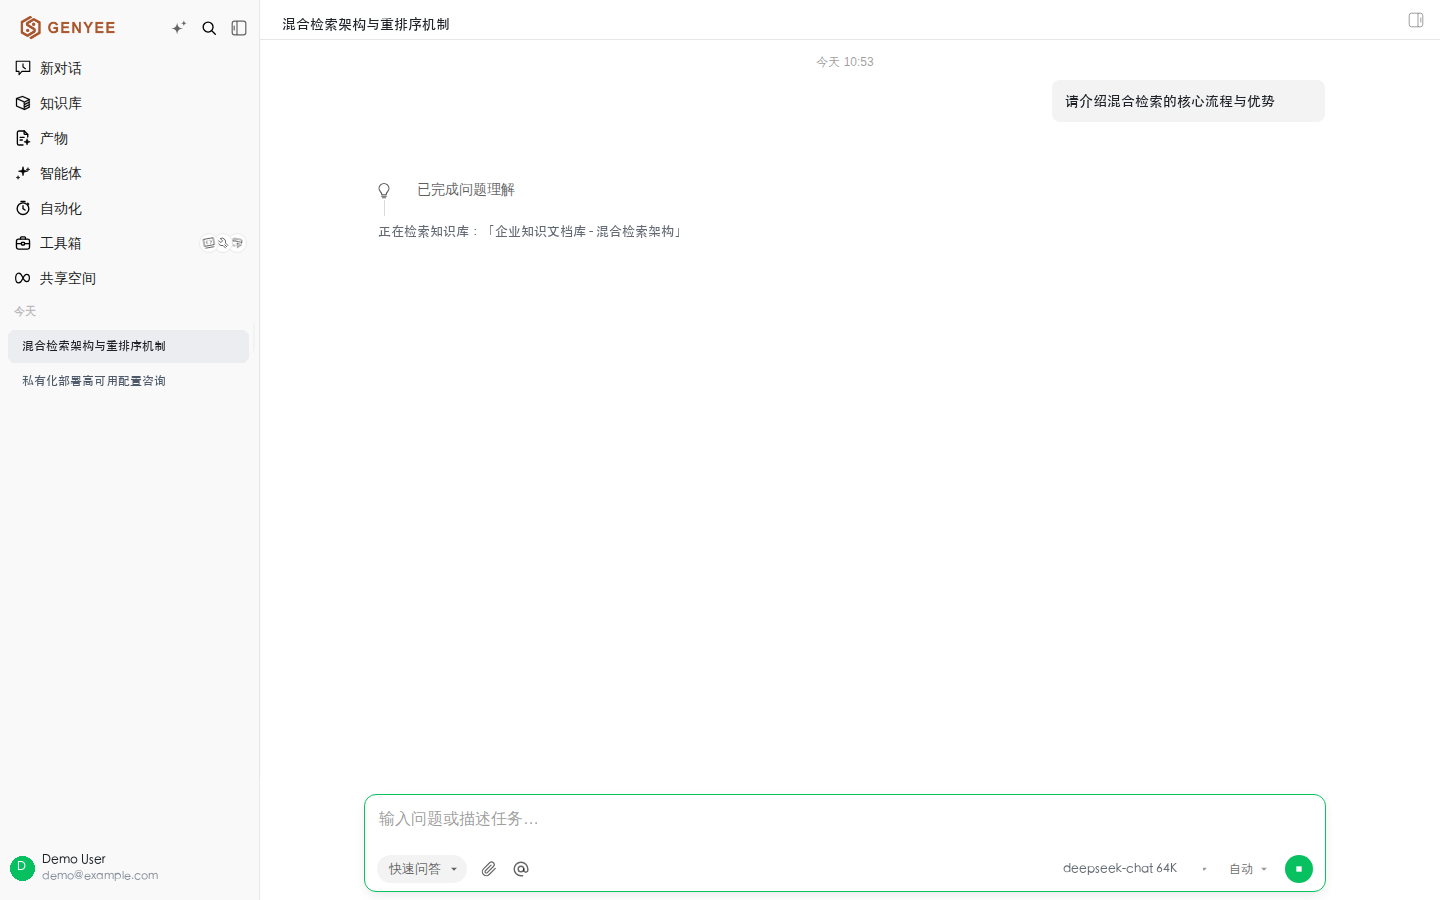 GENYEE
新对话
知识库
产物
智能体
自动化
工具箱
共享空间
今天
混合检索架构与重排序机制
私有化部署高可用配置咨询
D
Demo User
demo@example.com
混合检索架构与重排序机制
今天 10:53
请介绍混合检索的核心流程与优势
已完成问题理解
正在检索知识库：「企业知识文档库 - 混合检索架构」
输入问题或描述任务...
快速问答
deepseek-chat 64K
自动